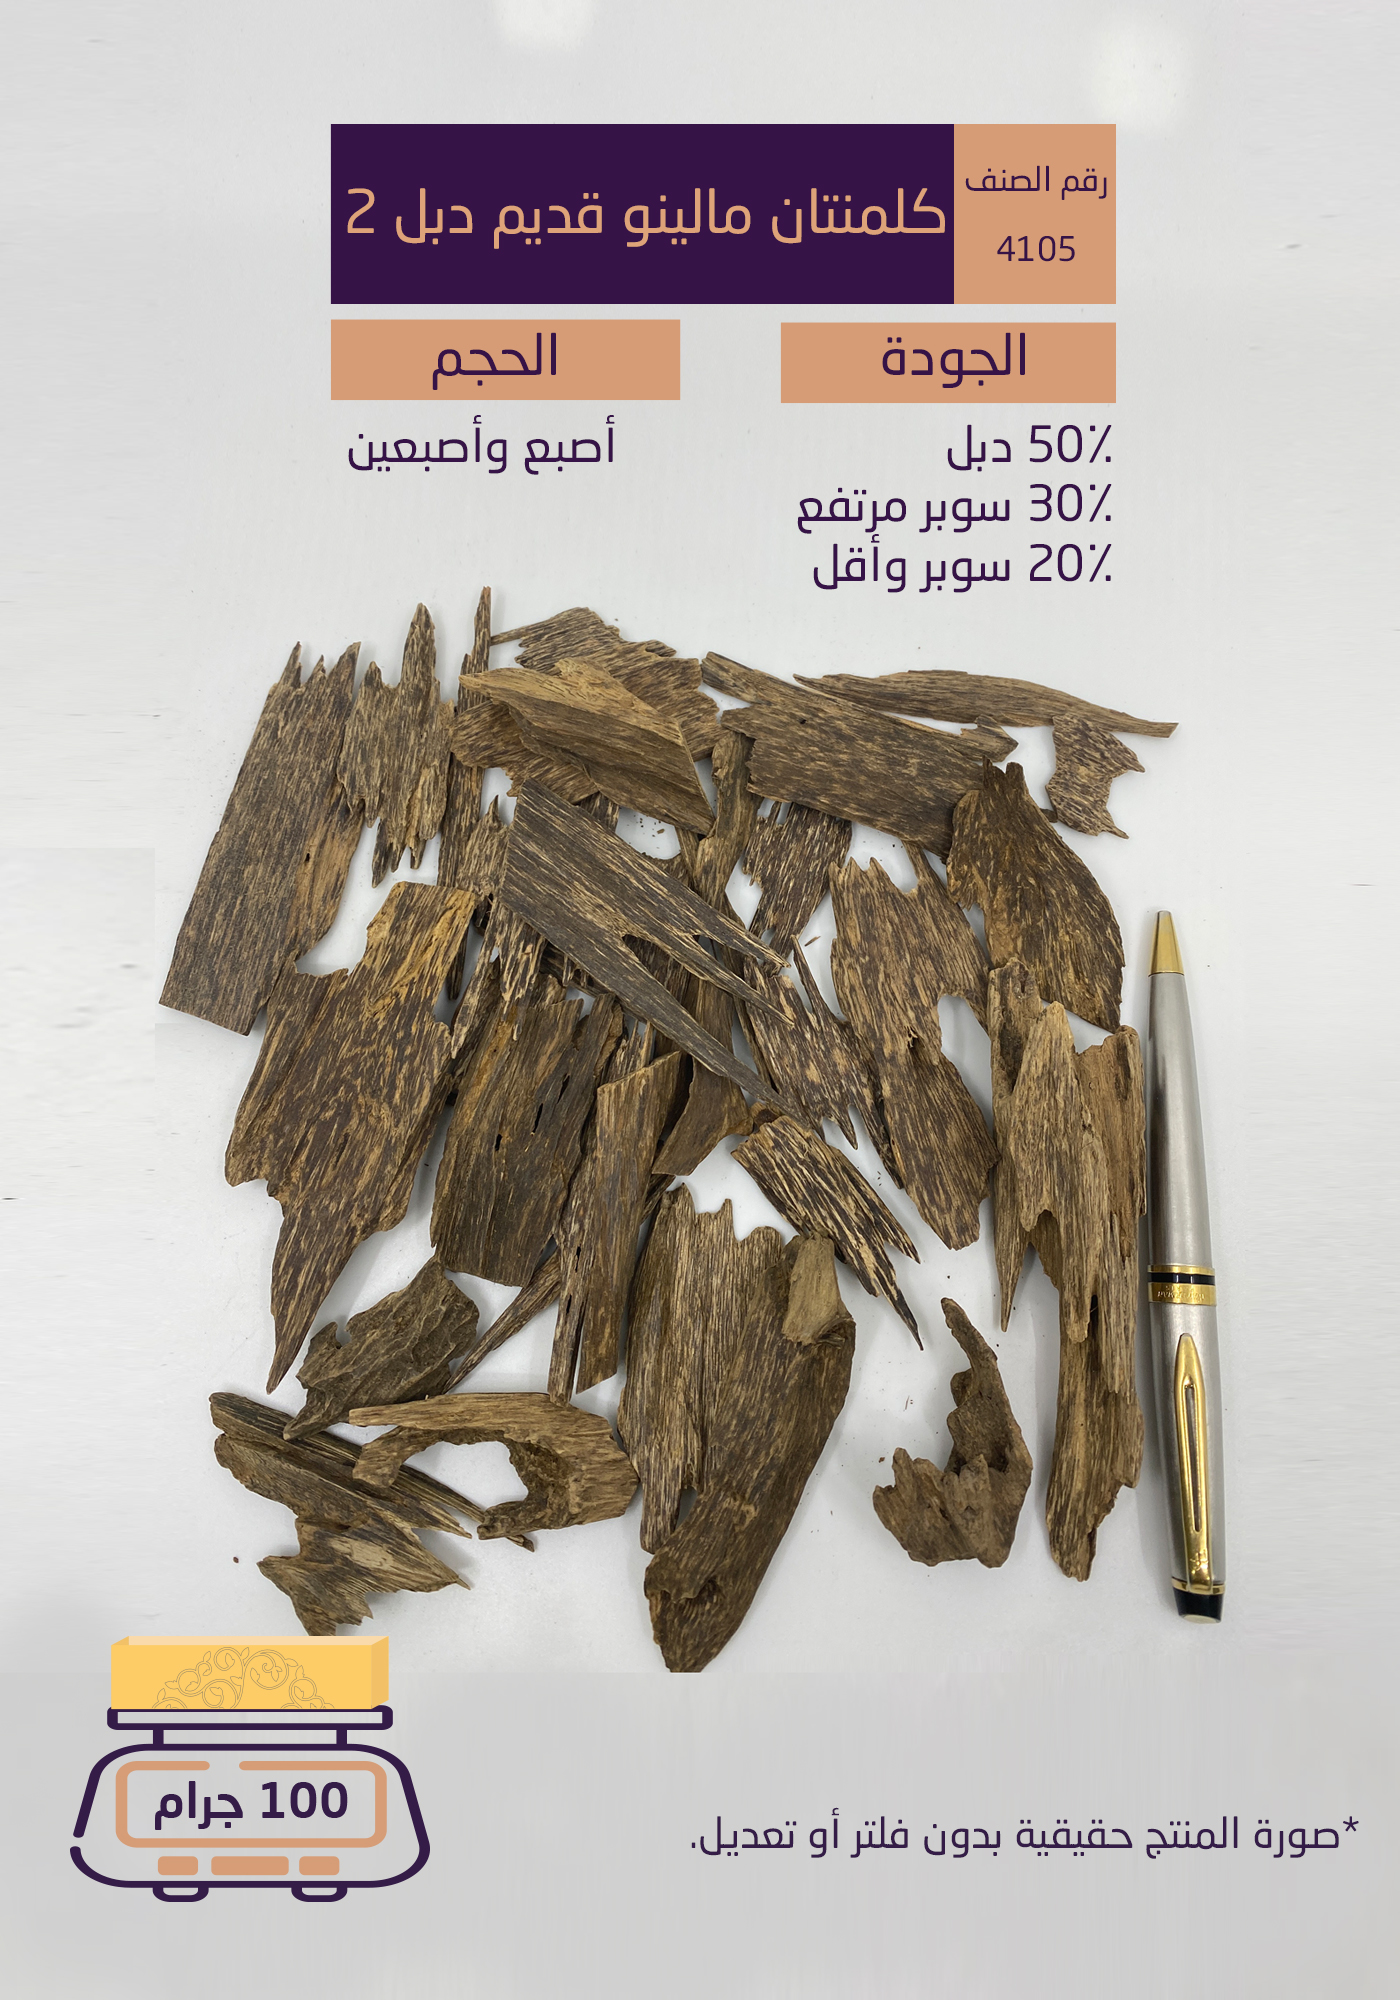 رقم الصنف
4105
كلمنتان مالينو قديم دبل 2
الجودة
50٪ دبل
30٪ سوبر مرتفع
20٪ سوبر وأقل
الحجم
أصبع وأصبعين
100 جرام
*صورة المنتج حقيقية بدون فلتر أو تعديل.